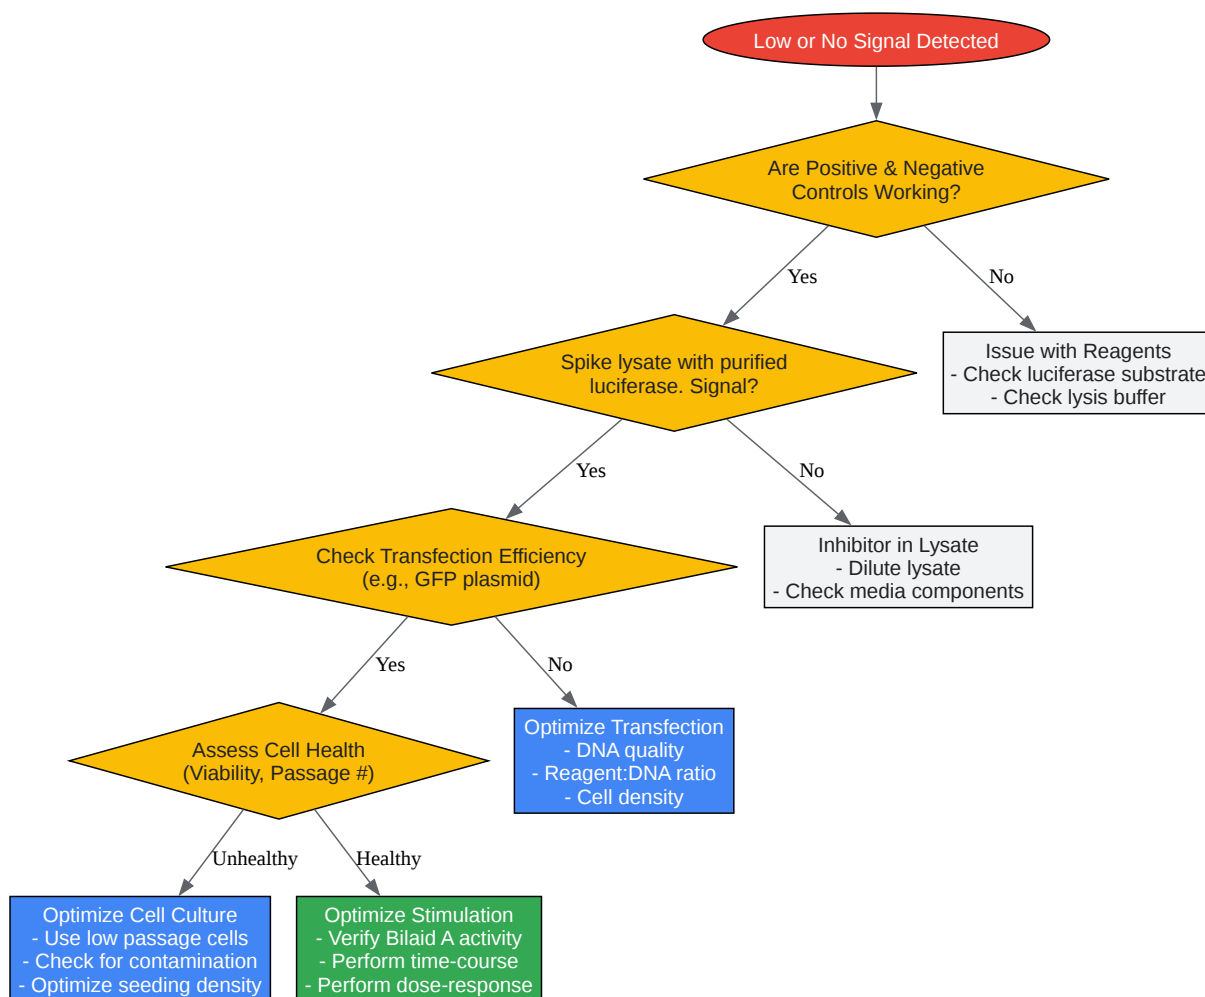 Low or No Signal Detected
Are Positive & Negative
Controls Working?
Yes
No
Spike lysate with purified
luciferase. Signal?
Issue with Reagents
- Check luciferase substrate
- Check lysis buffer
Yes
No
Check Transfection Efficiency
(e.g., GFP plasmid)
Inhibitor in Lysate
- Dilute lysate
- Check media components
Yes
No
Assess Cell Health
(Viability, Passage #)
Optimize Transfection
- DNA quality
- Reagent:DNA ratio
- Cell density
Unhealthy
Healthy
Optimize Cell Culture
- Use low passage cells
- Check for contamination
- Optimize seeding density
Optimize Stimulation
- Verify Bilaid A activity
- Perform time-course
- Perform dose-response